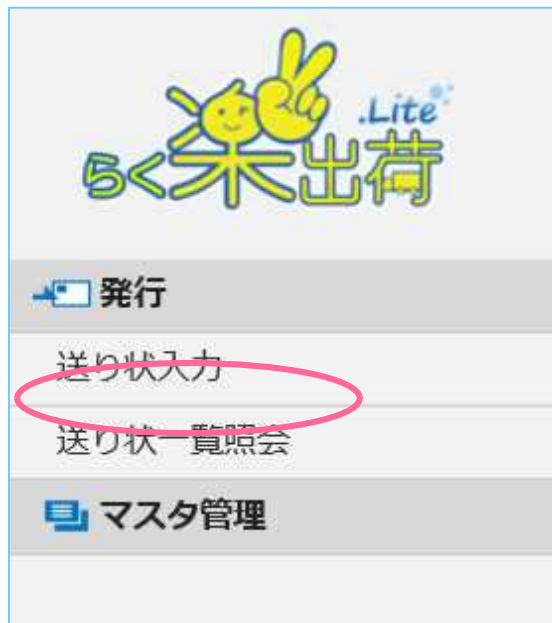 らく楽出荷
.Lite
発行
送り状入力
送り状一覧照会
マスタ管理